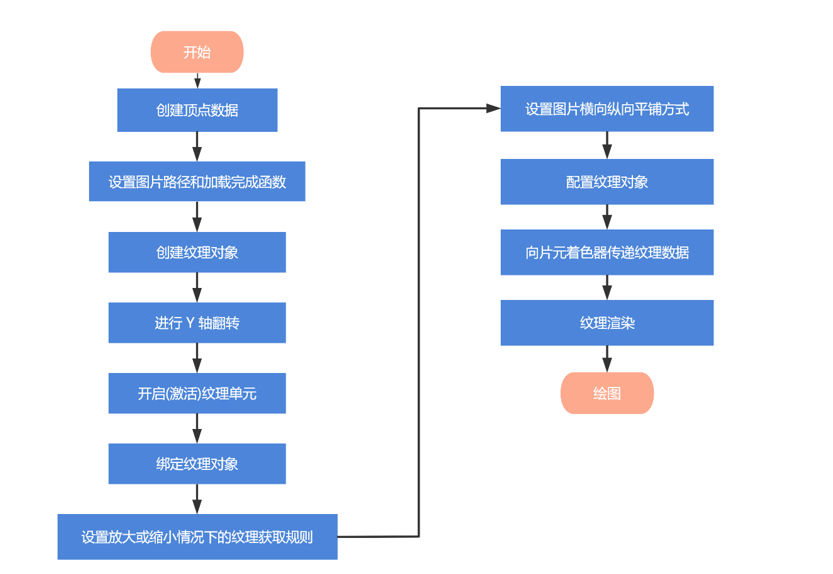 开始
创建顶点数据
设置图片路径和加载完成函数
创建纹理对象
进行 Y 轴翻转
开启(激活)纹理单元
绑定纹理对象
设置放大或缩小情况下的纹理获取规则
设置图片横向纵向平铺方式
配置纹理对象
向片元着色器传递纹理数据
纹理渲染
绘图